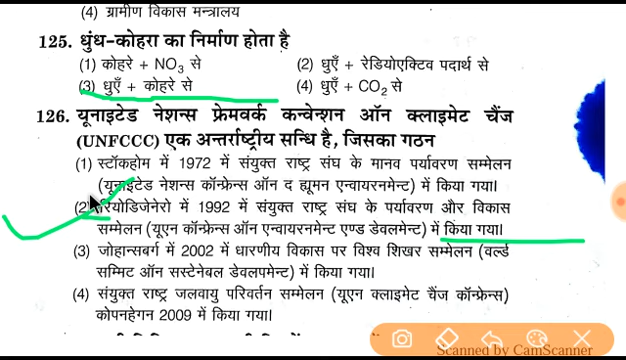 (4) ग्रामीण विकास मन्त्रालय
125. धुंध-कोहरा का निर्माण होता है
(1) कोहरे + NO₃ से (2) धुएँ + रेडियोएक्टिव पदार्थ से
(3) धुएँ + कोहरे से (4) धुएँ + CO₂ से
126. यूनाइटेड नेशन्स फ्रेमवर्क कन्वेन्शन ऑन क्लाइमेट चैंज
(UNFCCC) एक अन्तर्राष्ट्रीय सन्धि है, जिसका गठन
(1) स्टॉकहोम में 1972 में संयुक्त राष्ट्र संघ के मानव पर्यावरण सम्मेलन
(यूनाइटेड नेशन्स कॉन्फ्रेन्स ऑन द ह्यूमन एन्वायरनमेन्ट) में किया गया।
(2) रियोडिजेनेरो में 1992 में संयुक्त राष्ट्र संघ के पर्यावरण और विकास
सम्मेलन (यूएन कॉन्फ्रेन्स ऑन एन्वायरनमेन्ट एण्ड डेवलमेन्ट) में किया गया।
(3) जोहान्सबर्ग में 2002 में धारणीय विकास पर विश्व शिखर सम्मेलन (वर्ल्ड
सम्मिट ऑन सस्टेनेबल डेवलपमेन्ट) में किया गया।
(4) संयुक्त राष्ट्र जलवायु परिवर्तन सम्मेलन (यूएन क्लाइमेट चैंज कॉन्फ्रेन्स)
कोपनहेगन 2009 में किया गया।
Scanned by CamScanner